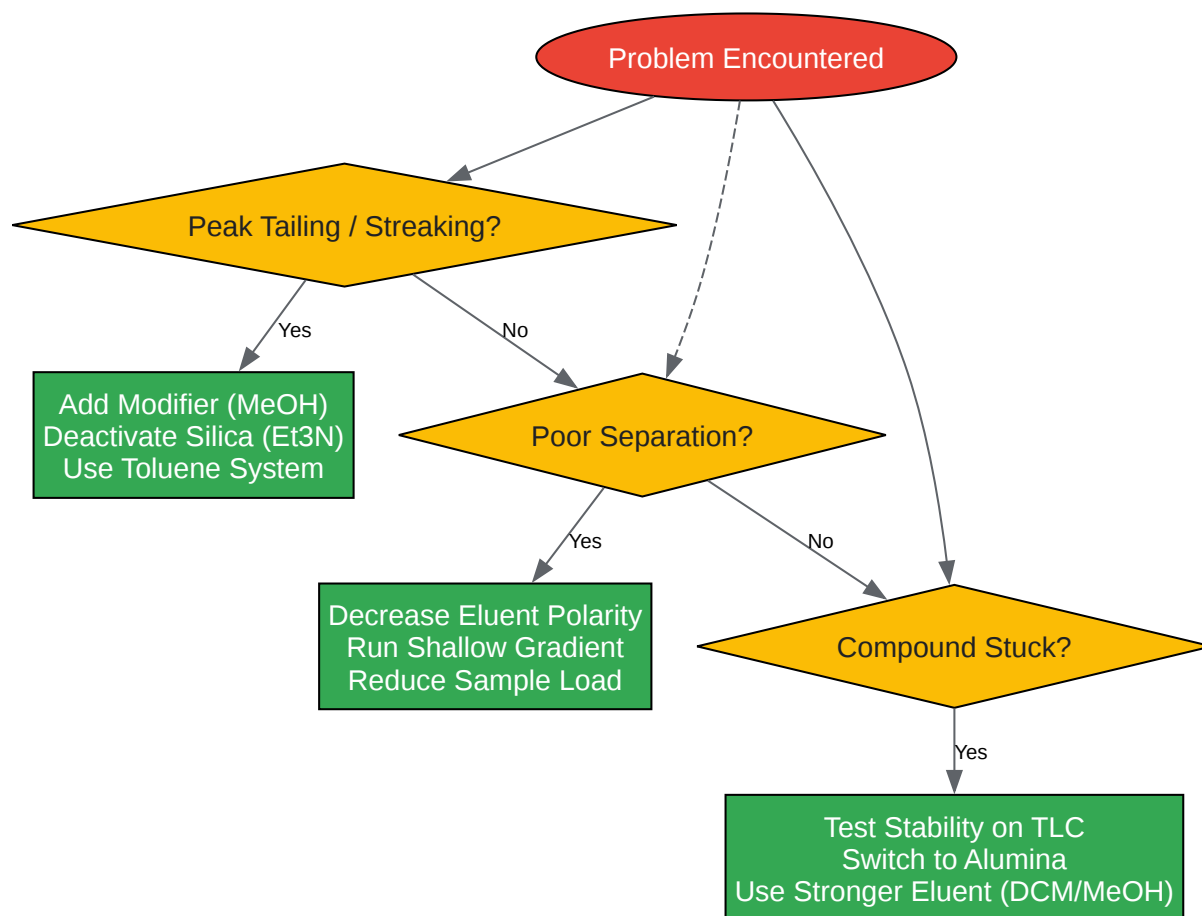 Problem Encountered
Peak Tailing / Streaking?
Yes
No
Add Modifier (MeOH)
Deactivate Silica (Et3N)
Use Toluene System
Poor Separation?
Yes
No
Decrease Eluent Polarity
Run Shallow Gradient
Reduce Sample Load
Compound Stuck?
Yes
Test Stability on TLC
Switch to Alumina
Use Stronger Eluent (DCM/MeOH)